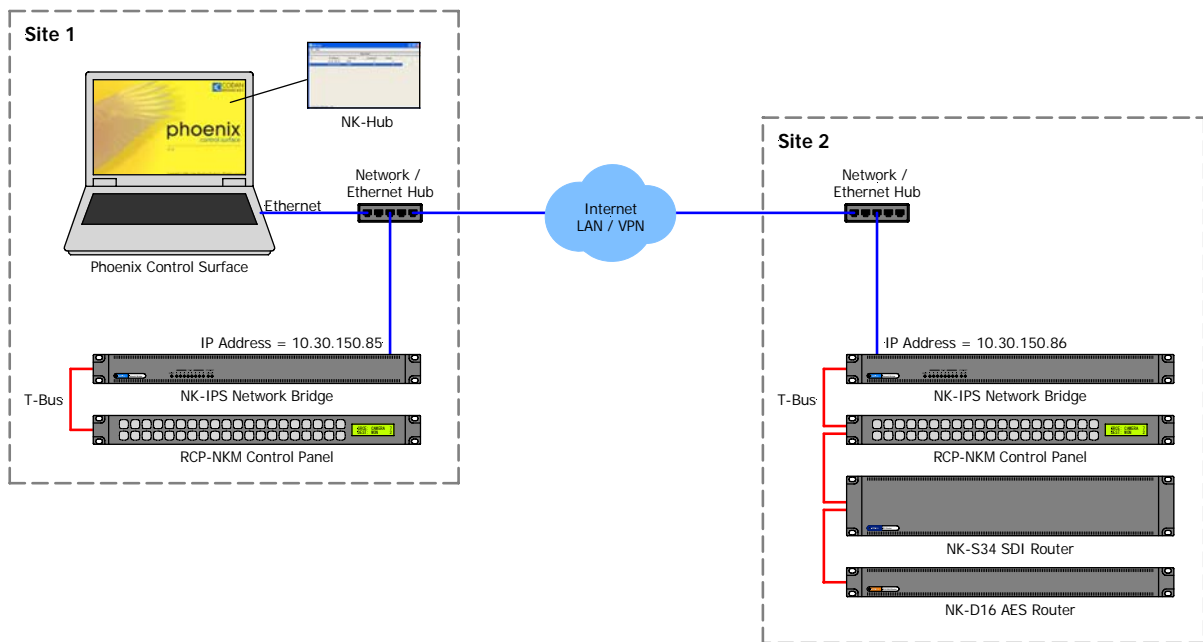 Site 1
CODAN
phoenix
control surface
NK-Hub
Network /
Ethernet Hub
Ethernet
Phoenix Control Surface
IP Address = 10.30.150.85
NK-IPS Network Bridge
T-Bus
RCP-NKM Control Panel
Internet
LAN / VPN
Site 2
Network /
Ethernet Hub
IP Address = 10.30.150.86
NK-IPS Network Bridge
T-Bus
RCP-NKM Control Panel
NK-S34 SDI Router
NK-D16 AES Router